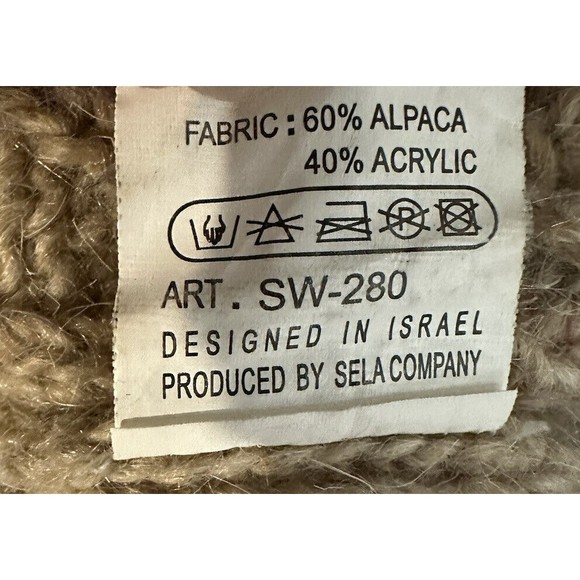 FABRIC : 60% ALPACA
40% ACRYLIC
P
ART . SW-280
DESIGNED IN ISRAEL
PRODUCED BY SELA COMPANY